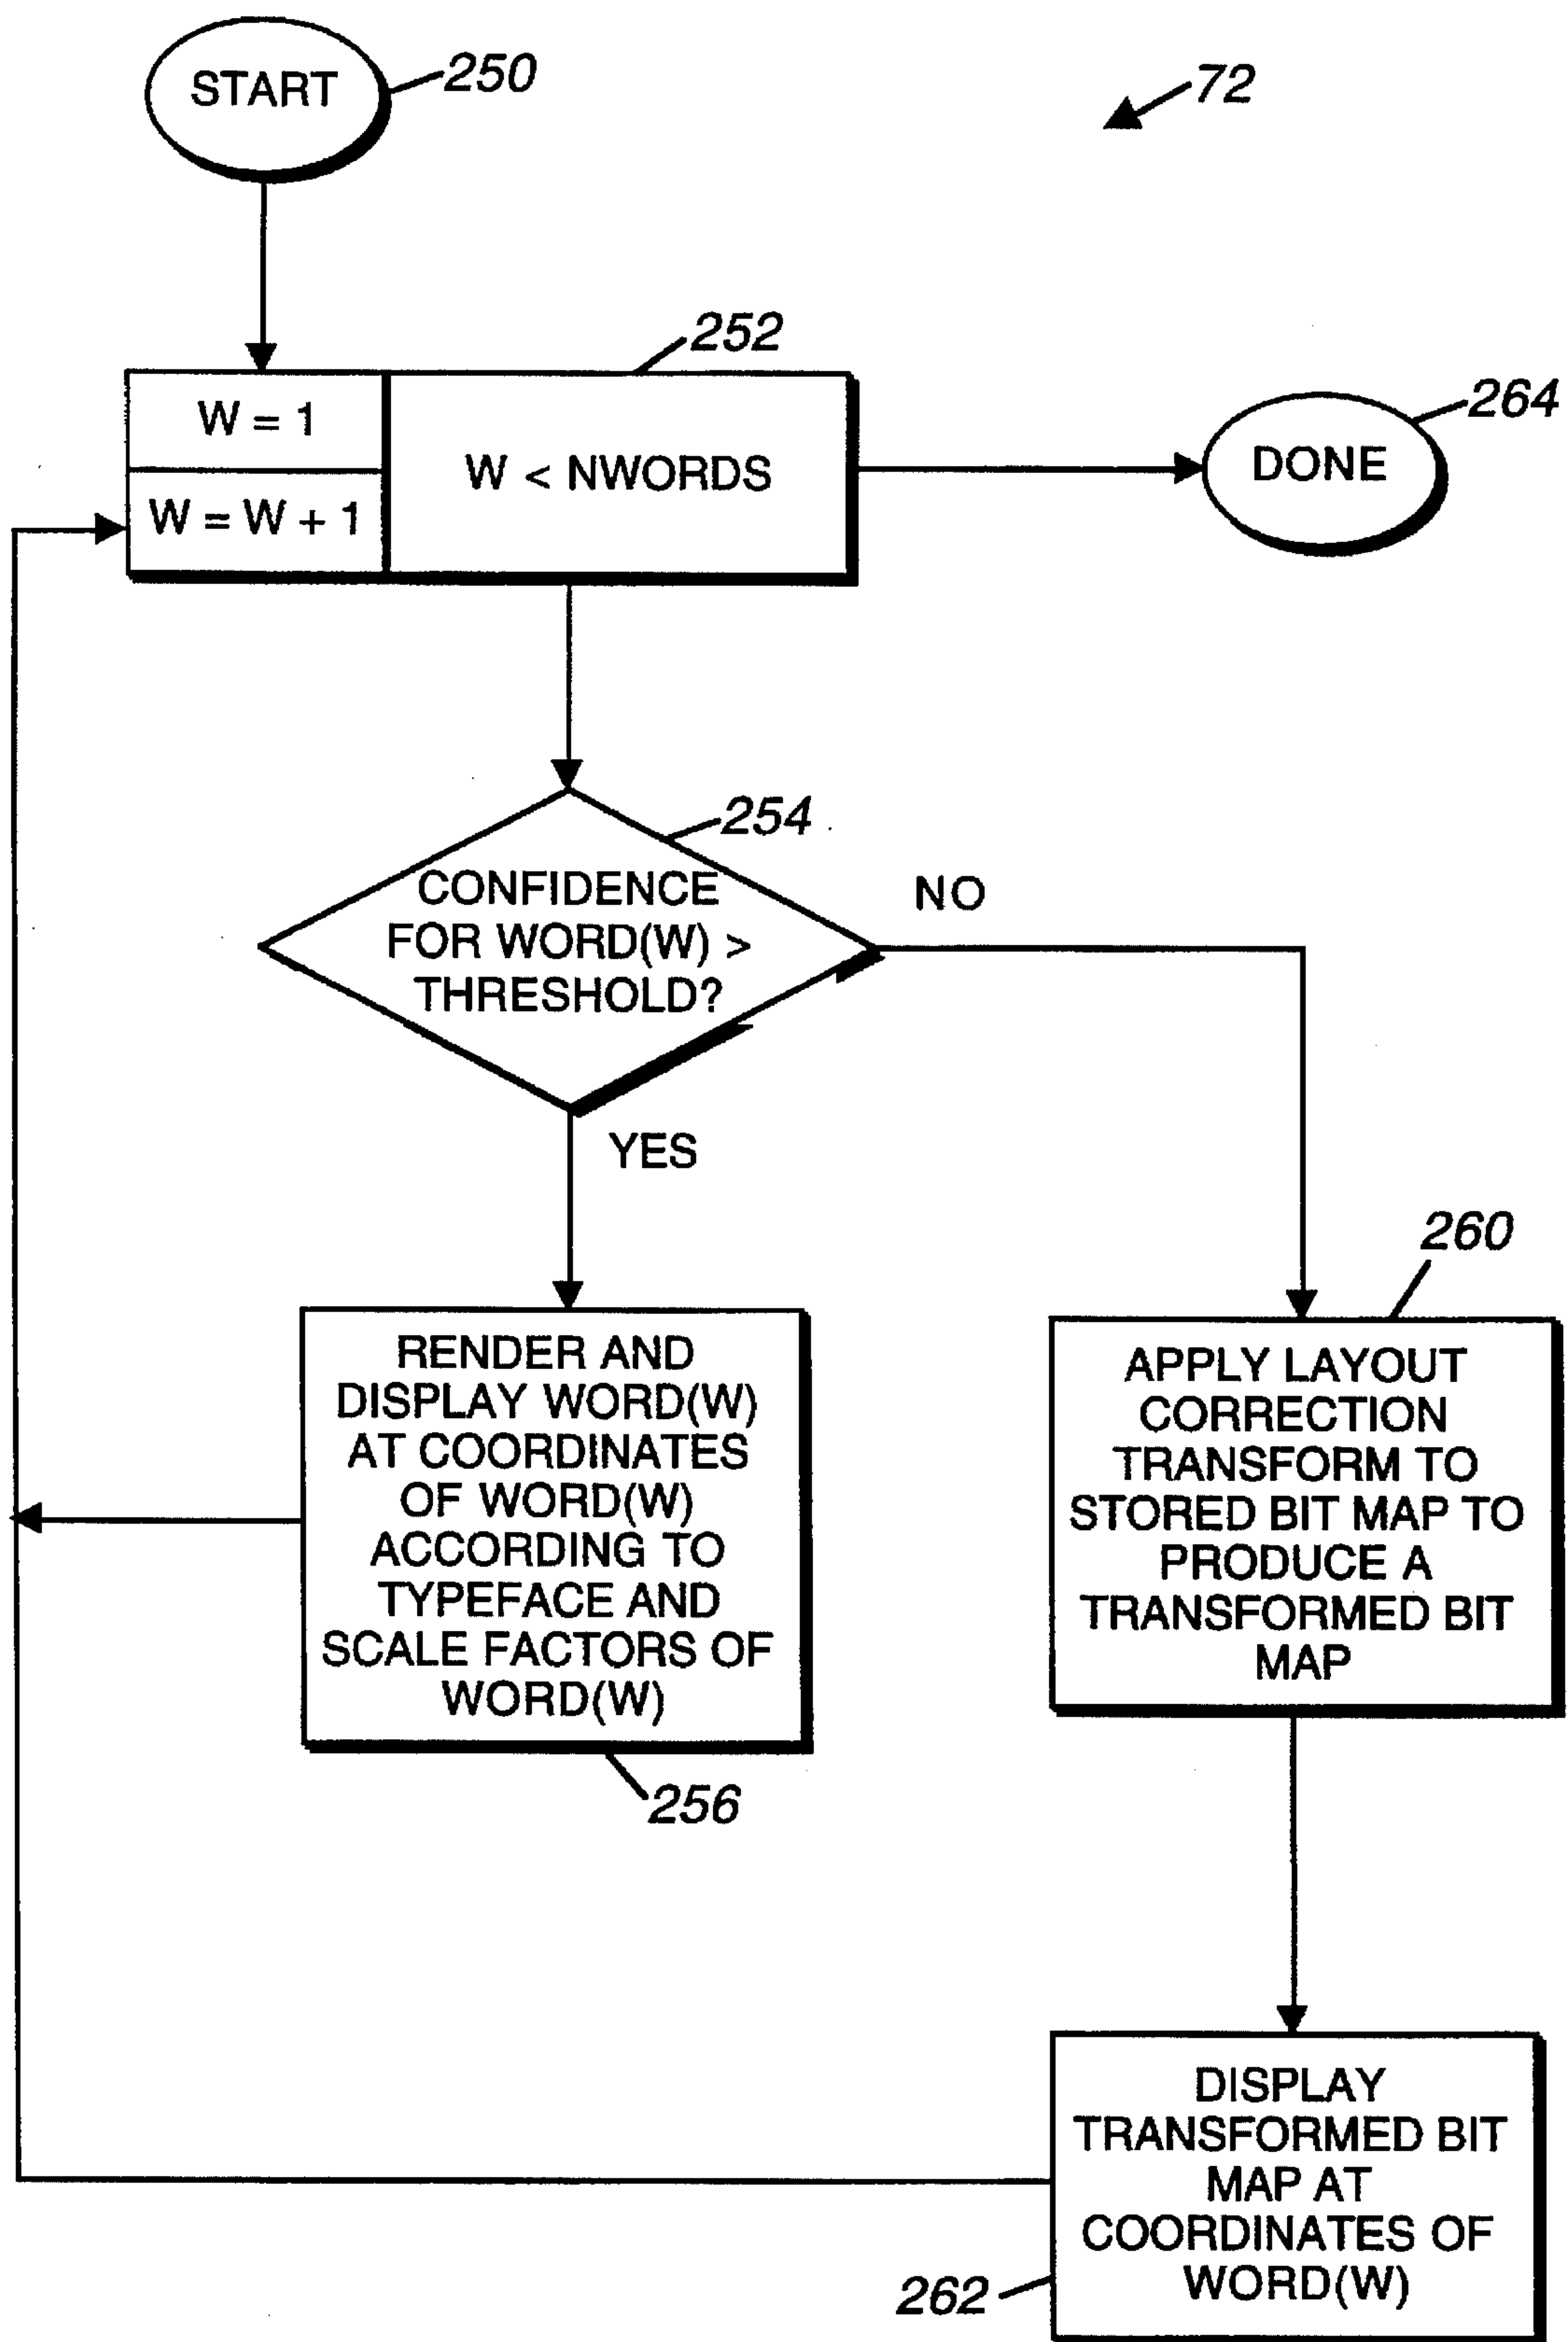 START
250
72
252
W = 1
W < NWORDS
W = W + 1
264
DONE
254
CONFIDENCE
FOR WORD(W) >
THRESHOLD?
NO
YES
260
RENDER AND
DISPLAY WORD(W)
AT COORDINATES
OF WORD(W)
ACCORDING TO
TYPEFACE AND
SCALE FACTORS OF
WORD(W)
256
APPLY LAYOUT
CORRECTION
TRANSFORM TO
STORED BIT MAP TO
PRODUCE A
TRANSFORMED BIT
MAP
DISPLAY
TRANSFORMED BIT
MAP AT
COORDINATES OF
WORD(W)
262